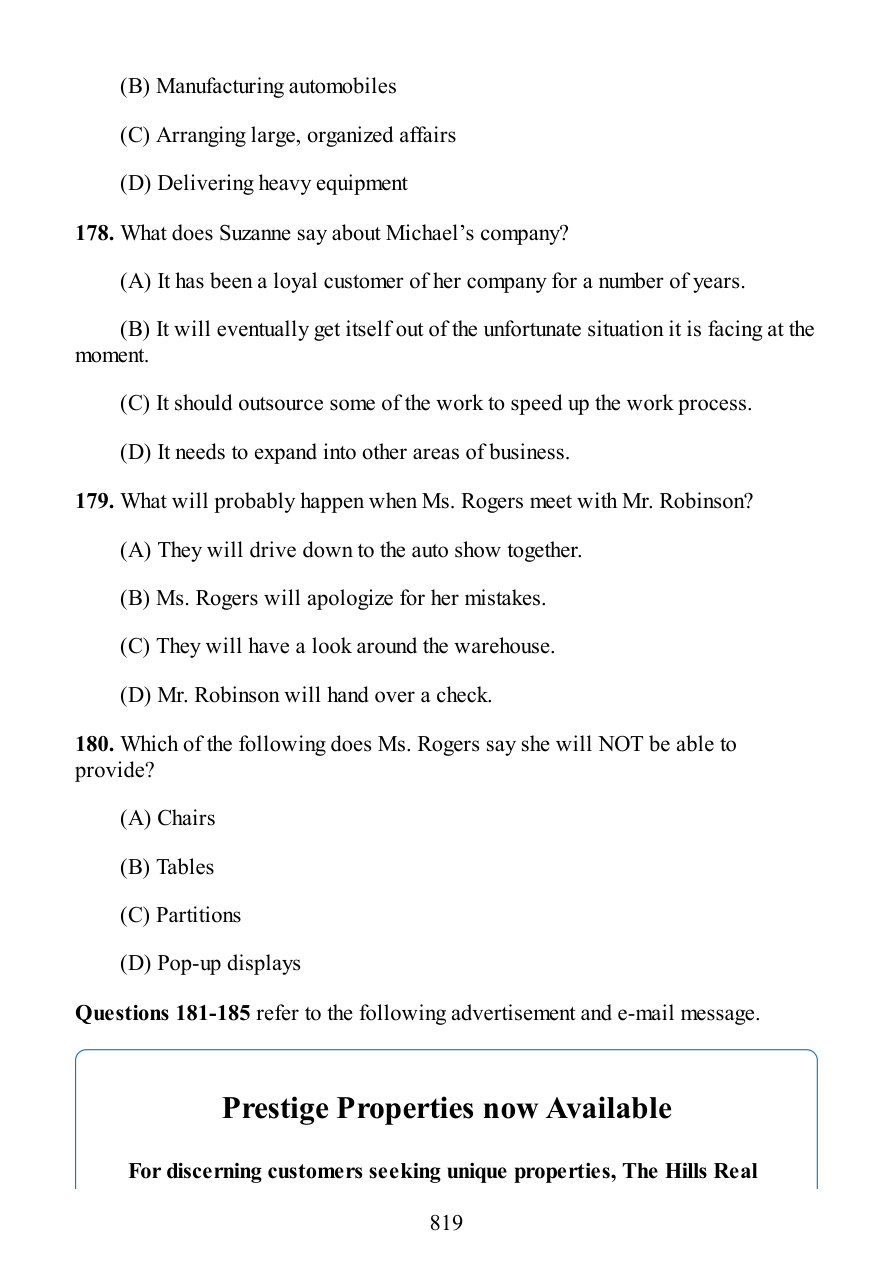 (B) Manufacturing automobiles
(C) Arranging large, organized affairs
(D) Delivering heavy equipment
178. What does Suzanne say about Michael’s company?
(A) It has been a loyal customer of her company for a number of years.
(B) It will eventually get itself out of the unfortunate situation it is facing at the
moment.
(C) It should outsource some of the work to speed up the work process.
(D) It needs to expand into other areas of business.
179. What will probably happen when Ms. Rogers meet with Mr. Robinson?
(A) They will drive down to the auto show together.
(B) Ms. Rogers will apologize for her mistakes.
(C) They will have a look around the warehouse.
(D) Mr. Robinson will hand over a check.
180. Which of the following does Ms. Rogers say she will NOT be able to
provide?
(A) Chairs
(B) Tables
(C) Partitions
(D) Pop-up displays
Questions 181-185 refer to the following advertisement and e-mail message.
Prestige Properties now Available
For discerning customers seeking unique properties, The Hills Real
819